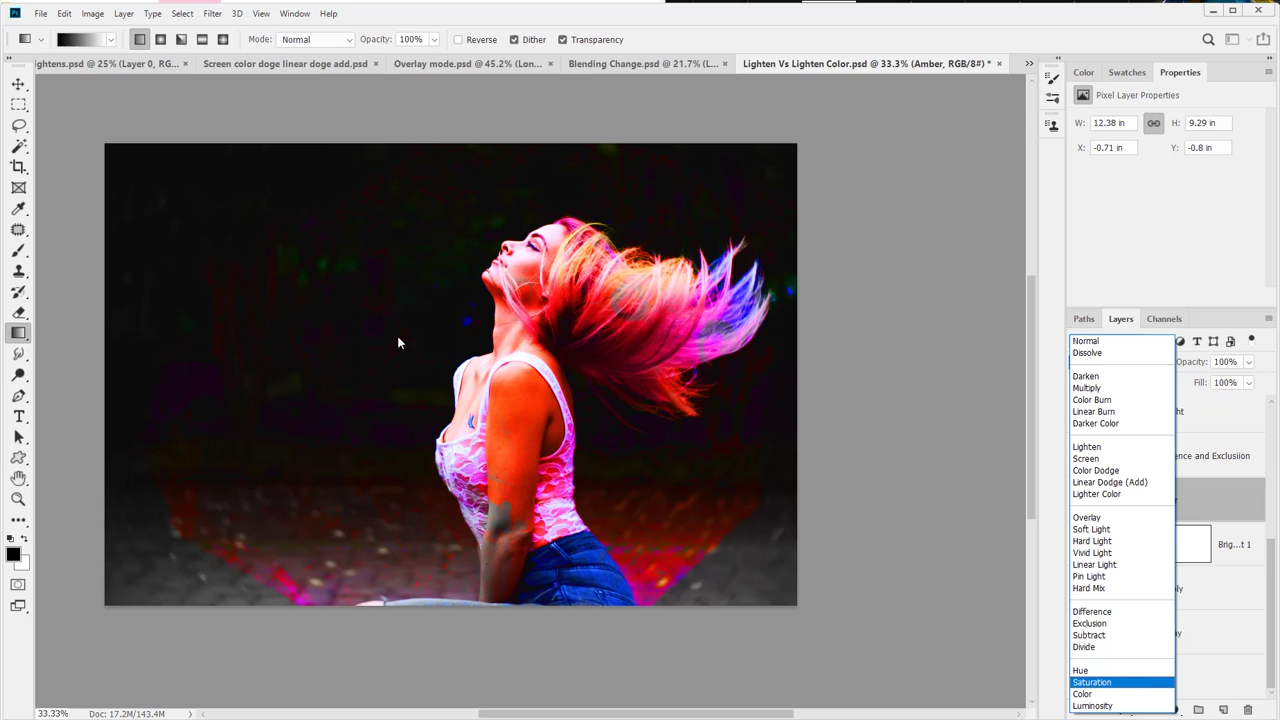 Ps File Edit Image Layer Type Select Filter 3D View Window Help
Mode: Normal Opacity: 100% Reverse Dither Transparency
ightens.psd @ 25% (Layer 0, RG... × Screen color doge linear doge add.psd × Overlay mode.psd @ 45.2% (Lon... × Blending Change.psd @ 21.7% (L... × Lighten Vs Lighten Color.psd @ 33.3% (Amber, RGB/8#) * ×
Color Swatches Properties
Pixel Layer Properties
W: 12.38 in H: 9.29 in
X: -0.71 in Y: -0.8 in
Paths Layers Channels
Normal
Dissolve
Opacity: 100%
Darken
Fill: 100%
Multiply
Color Burn
Linear Burn
ht
Darker Color
Lighten
ence and Excluiion
Screen
Color Dodge
Linear Dodge (Add)
Lighter Color
Overlay
Soft Light
Hard Light
Brig...t 1
Vivid Light
Linear Light
Pin Light
Hard Mix
ly
Difference
Exclusion
Subtract
ay
Divide
Hue
Saturation
Color
Luminosity
33.33% Doc: 17.2M/143.4M